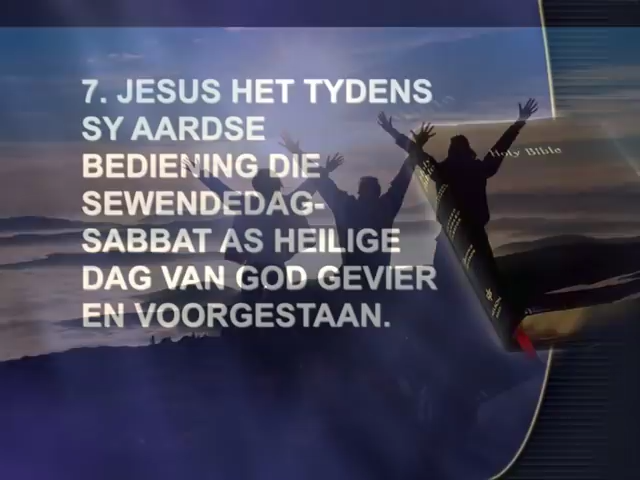 7. JESUS HET TYDENS
SY AARDSE
BEDIENING DIE
SEWENDEDAG-
SABBAT AS HEILIGE
DAG VAN GOD GEVIER
EN VOORGESTAAN.
Holy Bible